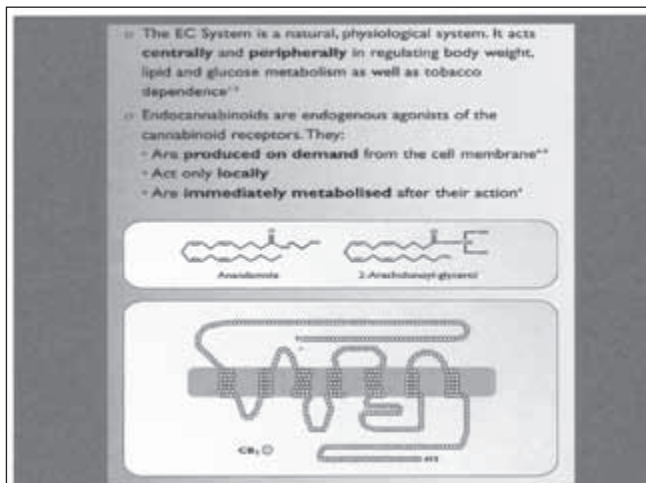 The EC System is a natural, physiological system. It acts
centrally and peripherally in regulating body weight,
lipid and glucose metabolism as well as tobacco
dependence
Endocannabinoids are endogenous agonists of the
cannabinoid receptors. They:
• Are produced on demand from the cell membrane
• Act only locally
• Are immediately metabolised after their action
Anandamide
2-Arachidonoyl-glycerol
CB₁